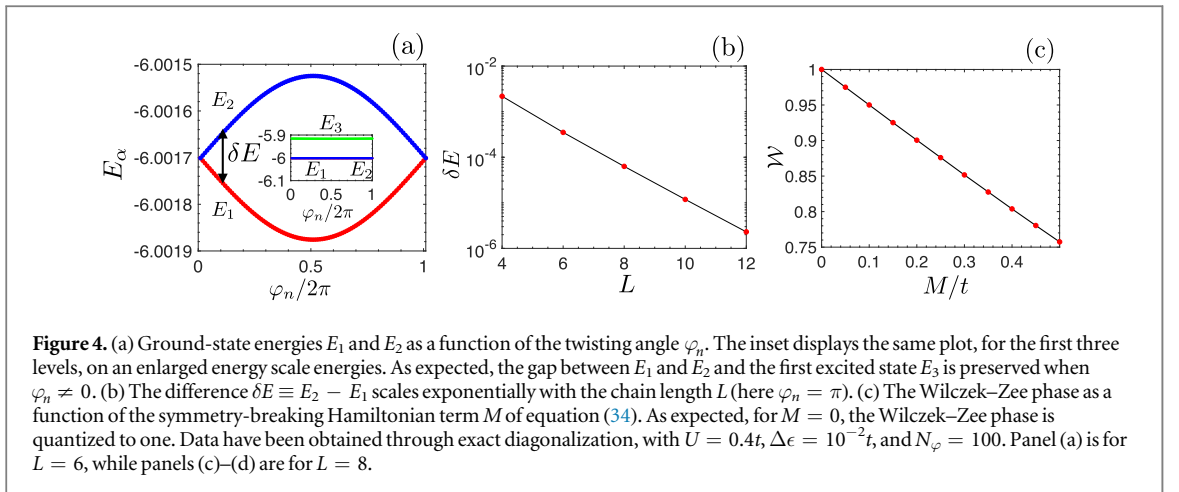 (a)
(b)
(c)
-6.0015
-6.0016
-6.0017
-6.0018
-6.0019
E_α
E_2
δE
E_1
E_3
-5.9
-6
-6.1
E_1 E_2
0 0.5 1
φ_n/2π
0 0.5 1
φ_n/2π
10^-2
10^-4
10^-6
δE
4 6 8 10 12
L
1
0.95
0.9
0.85
0.8
0.75
𝒲
0 0.1 0.2 0.3 0.4
M/t
Figure 4. (a) Ground-state energies E_1 and E_2 as a function of the twisting angle φ_n. The inset displays the same plot, for the first three
levels, on an enlarged energy scale energies. As expected, the gap between E_1 and E_2 and the first excited state E_3 is preserved when
φ_n ≠ 0. (b) The difference δE ≡ E_2 − E_1 scales exponentially with the chain length L (here φ_n = π). (c) The Wilczek–Zee phase as a
function of the symmetry-breaking Hamiltonian term M of equation (34). As expected, for M = 0, the Wilczek–Zee phase is
quantized to one. Data have been obtained through exact diagonalization, with U = 0.4t, Δϵ = 10^-2t, and N_φ = 100. Panel (a) is for
L = 6, while panels (c)–(d) are for L = 8.